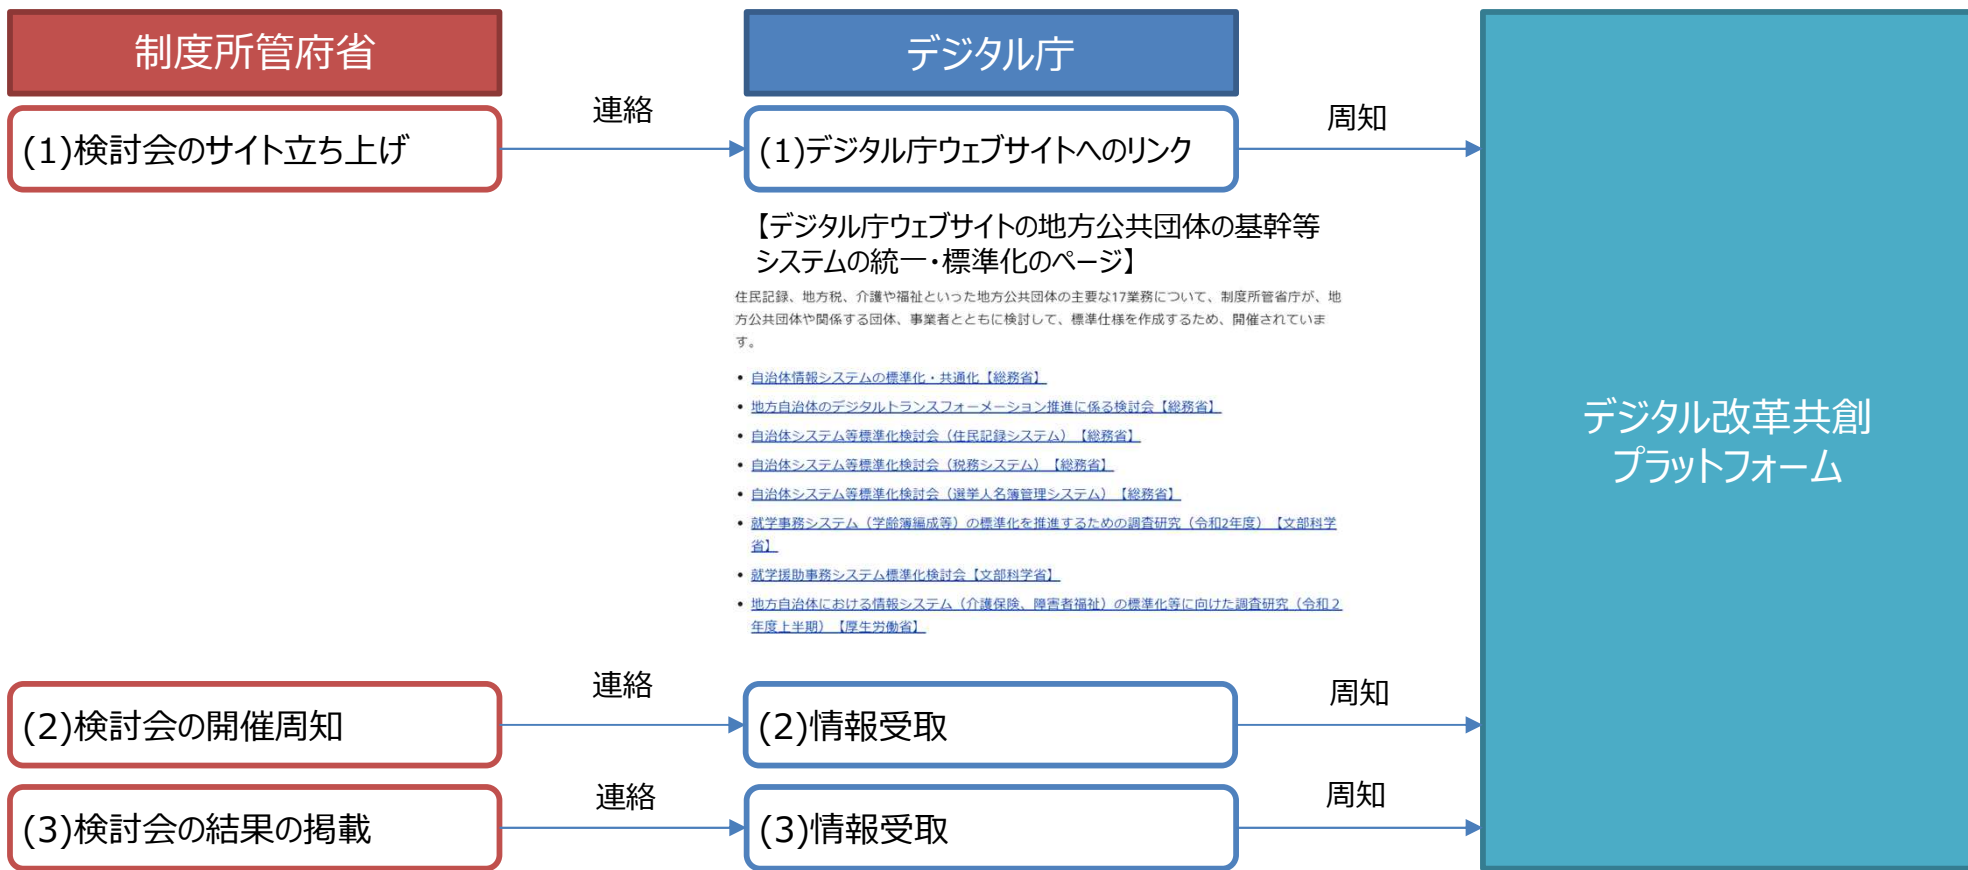 制度所管府省
デジタル庁
連絡
周知
(1)検討会のサイト立ち上げ
(1)デジタル庁ウェブサイトへのリンク
【デジタル庁ウェブサイトの地方公共団体の基幹等
システムの統一・標準化のページ】
住民記録、地方税、介護や福祉といった地方公共団体の主要な17業務について、制度所管省庁が、地
方公共団体や関係する団体、事業者とともに検討して、標準仕様を作成するため、開催されていま
す。
• 自治体情報システムの標準化・共通化【総務省】
• 地方自治体のデジタルトランスフォーメーション推進に係る検討会【総務省】
• 自治体システム等標準化検討会（住民記録システム）【総務省】
• 自治体システム等標準化検討会（税務システム）【総務省】
• 自治体システム等標準化検討会（選挙人名簿管理システム）【総務省】
• 就学事務システム（学齢簿編成等）の標準化を推進するための調査研究（令和2年度）【文部科学
省】
• 就学援助事務システム標準化検討会【文部科学省】
• 地方自治体における情報システム（介護保険、障害者福祉）の標準化等に向けた調査研究（令和２
年度上半期）【厚生労働省】
デジタル改革共創
プラットフォーム
連絡
周知
(2)検討会の開催周知
(2)情報受取
連絡
周知
(3)検討会の結果の掲載
(3)情報受取